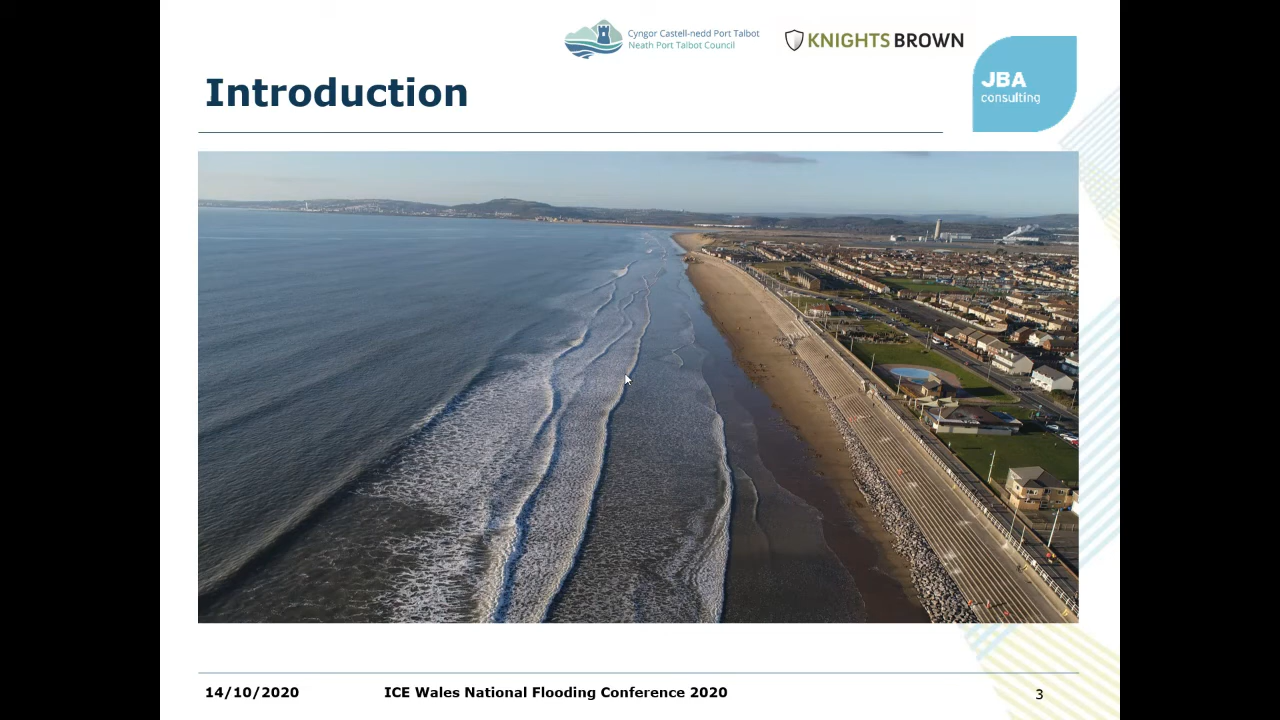 Cyngor Castell-nedd Port Talbot
Neath Port Talbot Council
KNIGHTS BROWN
JBA
consulting
Introduction
14/10/2020
ICE Wales National Flooding Conference 2020
3